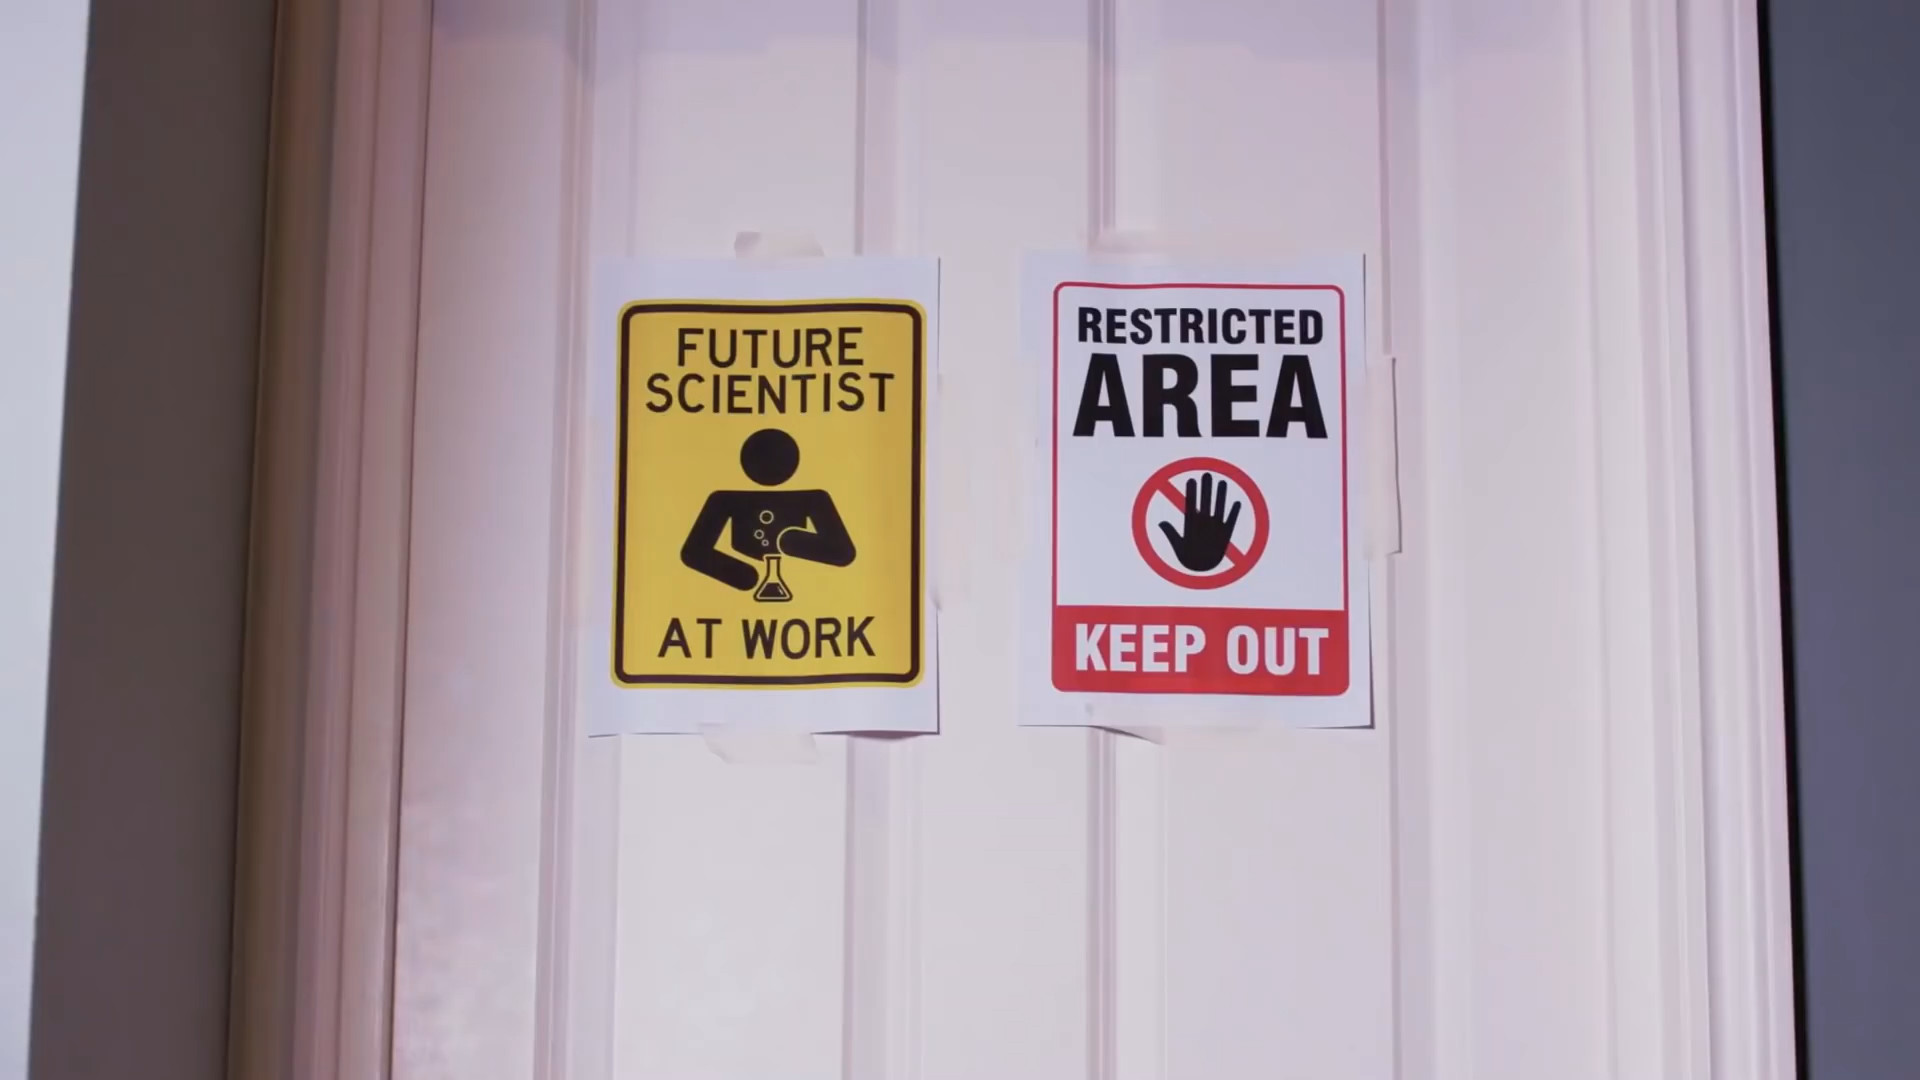 FUTURE
SCIENTIST
AT WORK
RESTRICTED
AREA
KEEP OUT